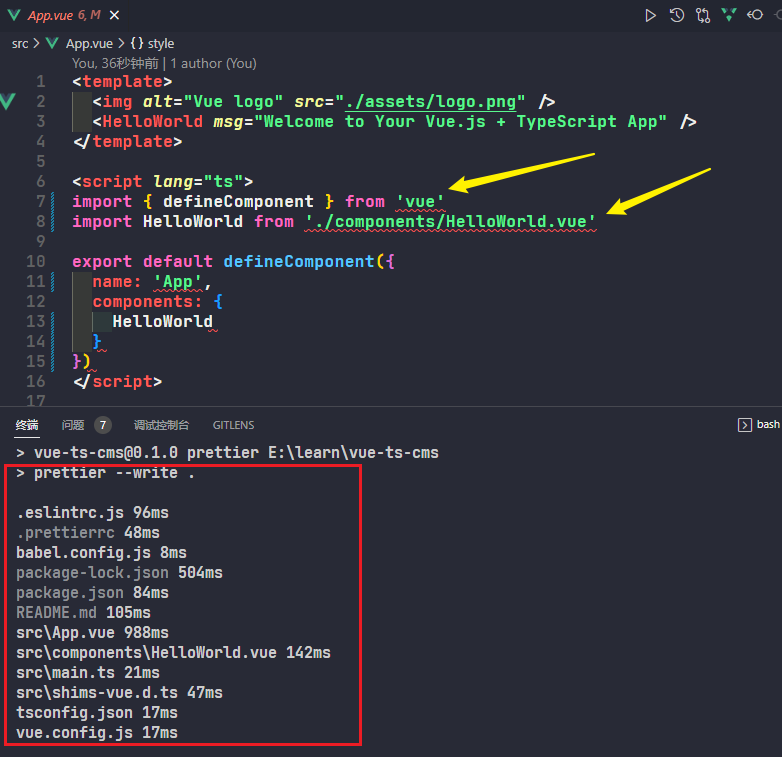 App.vue 6, M
src > App.vue > {} style
You, 36秒钟前 | 1 author (You)
1 <template>
2 <img alt="Vue logo" src="./assets/logo.png" />
3 <HelloWorld msg="Welcome to Your Vue.js + TypeScript App" />
4 </template>
5
6 <script lang="ts">
7 import { defineComponent } from 'vue'
8 import HelloWorld from './components/HelloWorld.vue'
9
10 export default defineComponent({
11 name: 'App',
12 components: {
13 HelloWorld
14 }
15 })
16 </script>
17
终端 问题 7 调试控制台 GITLENS bash
> vue-ts-cms@0.1.0 prettier E:\learn\vue-ts-cms
> prettier --write .
.eslintrc.js 96ms
.prettierrc 48ms
babel.config.js 8ms
package-lock.json 504ms
package.json 84ms
README.md 105ms
src\App.vue 988ms
src\components\HelloWorld.vue 142ms
src\main.ts 21ms
src\shims-vue.d.ts 47ms
tsconfig.json 17ms
vue.config.js 17ms